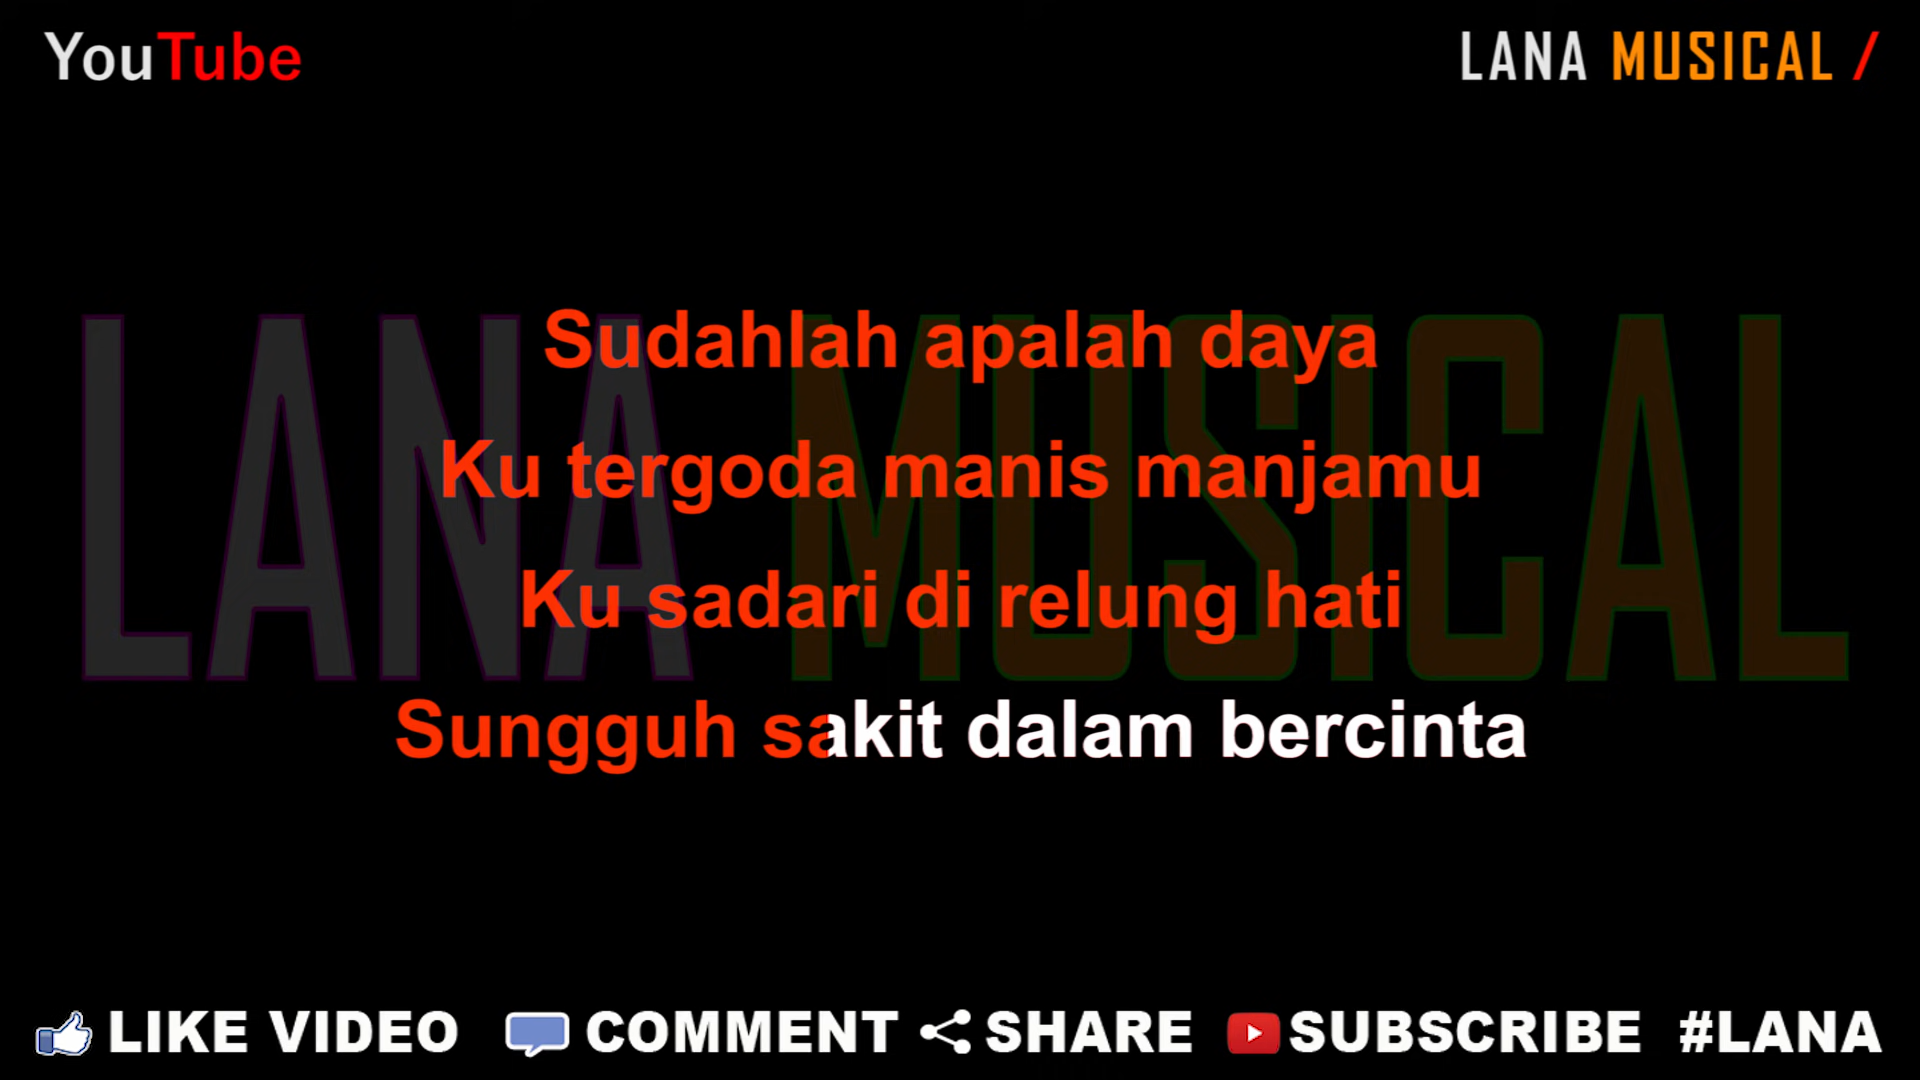 YouTube
LANA MUSICAL /
LANA MUSICAL
Sudahlah apalah daya
Ku tergoda manis manjamu
Ku sadari di relung hati
Sungguh sakit dalam bercinta
LIKE VIDEO COMMENT SHARE SUBSCRIBE #LANA